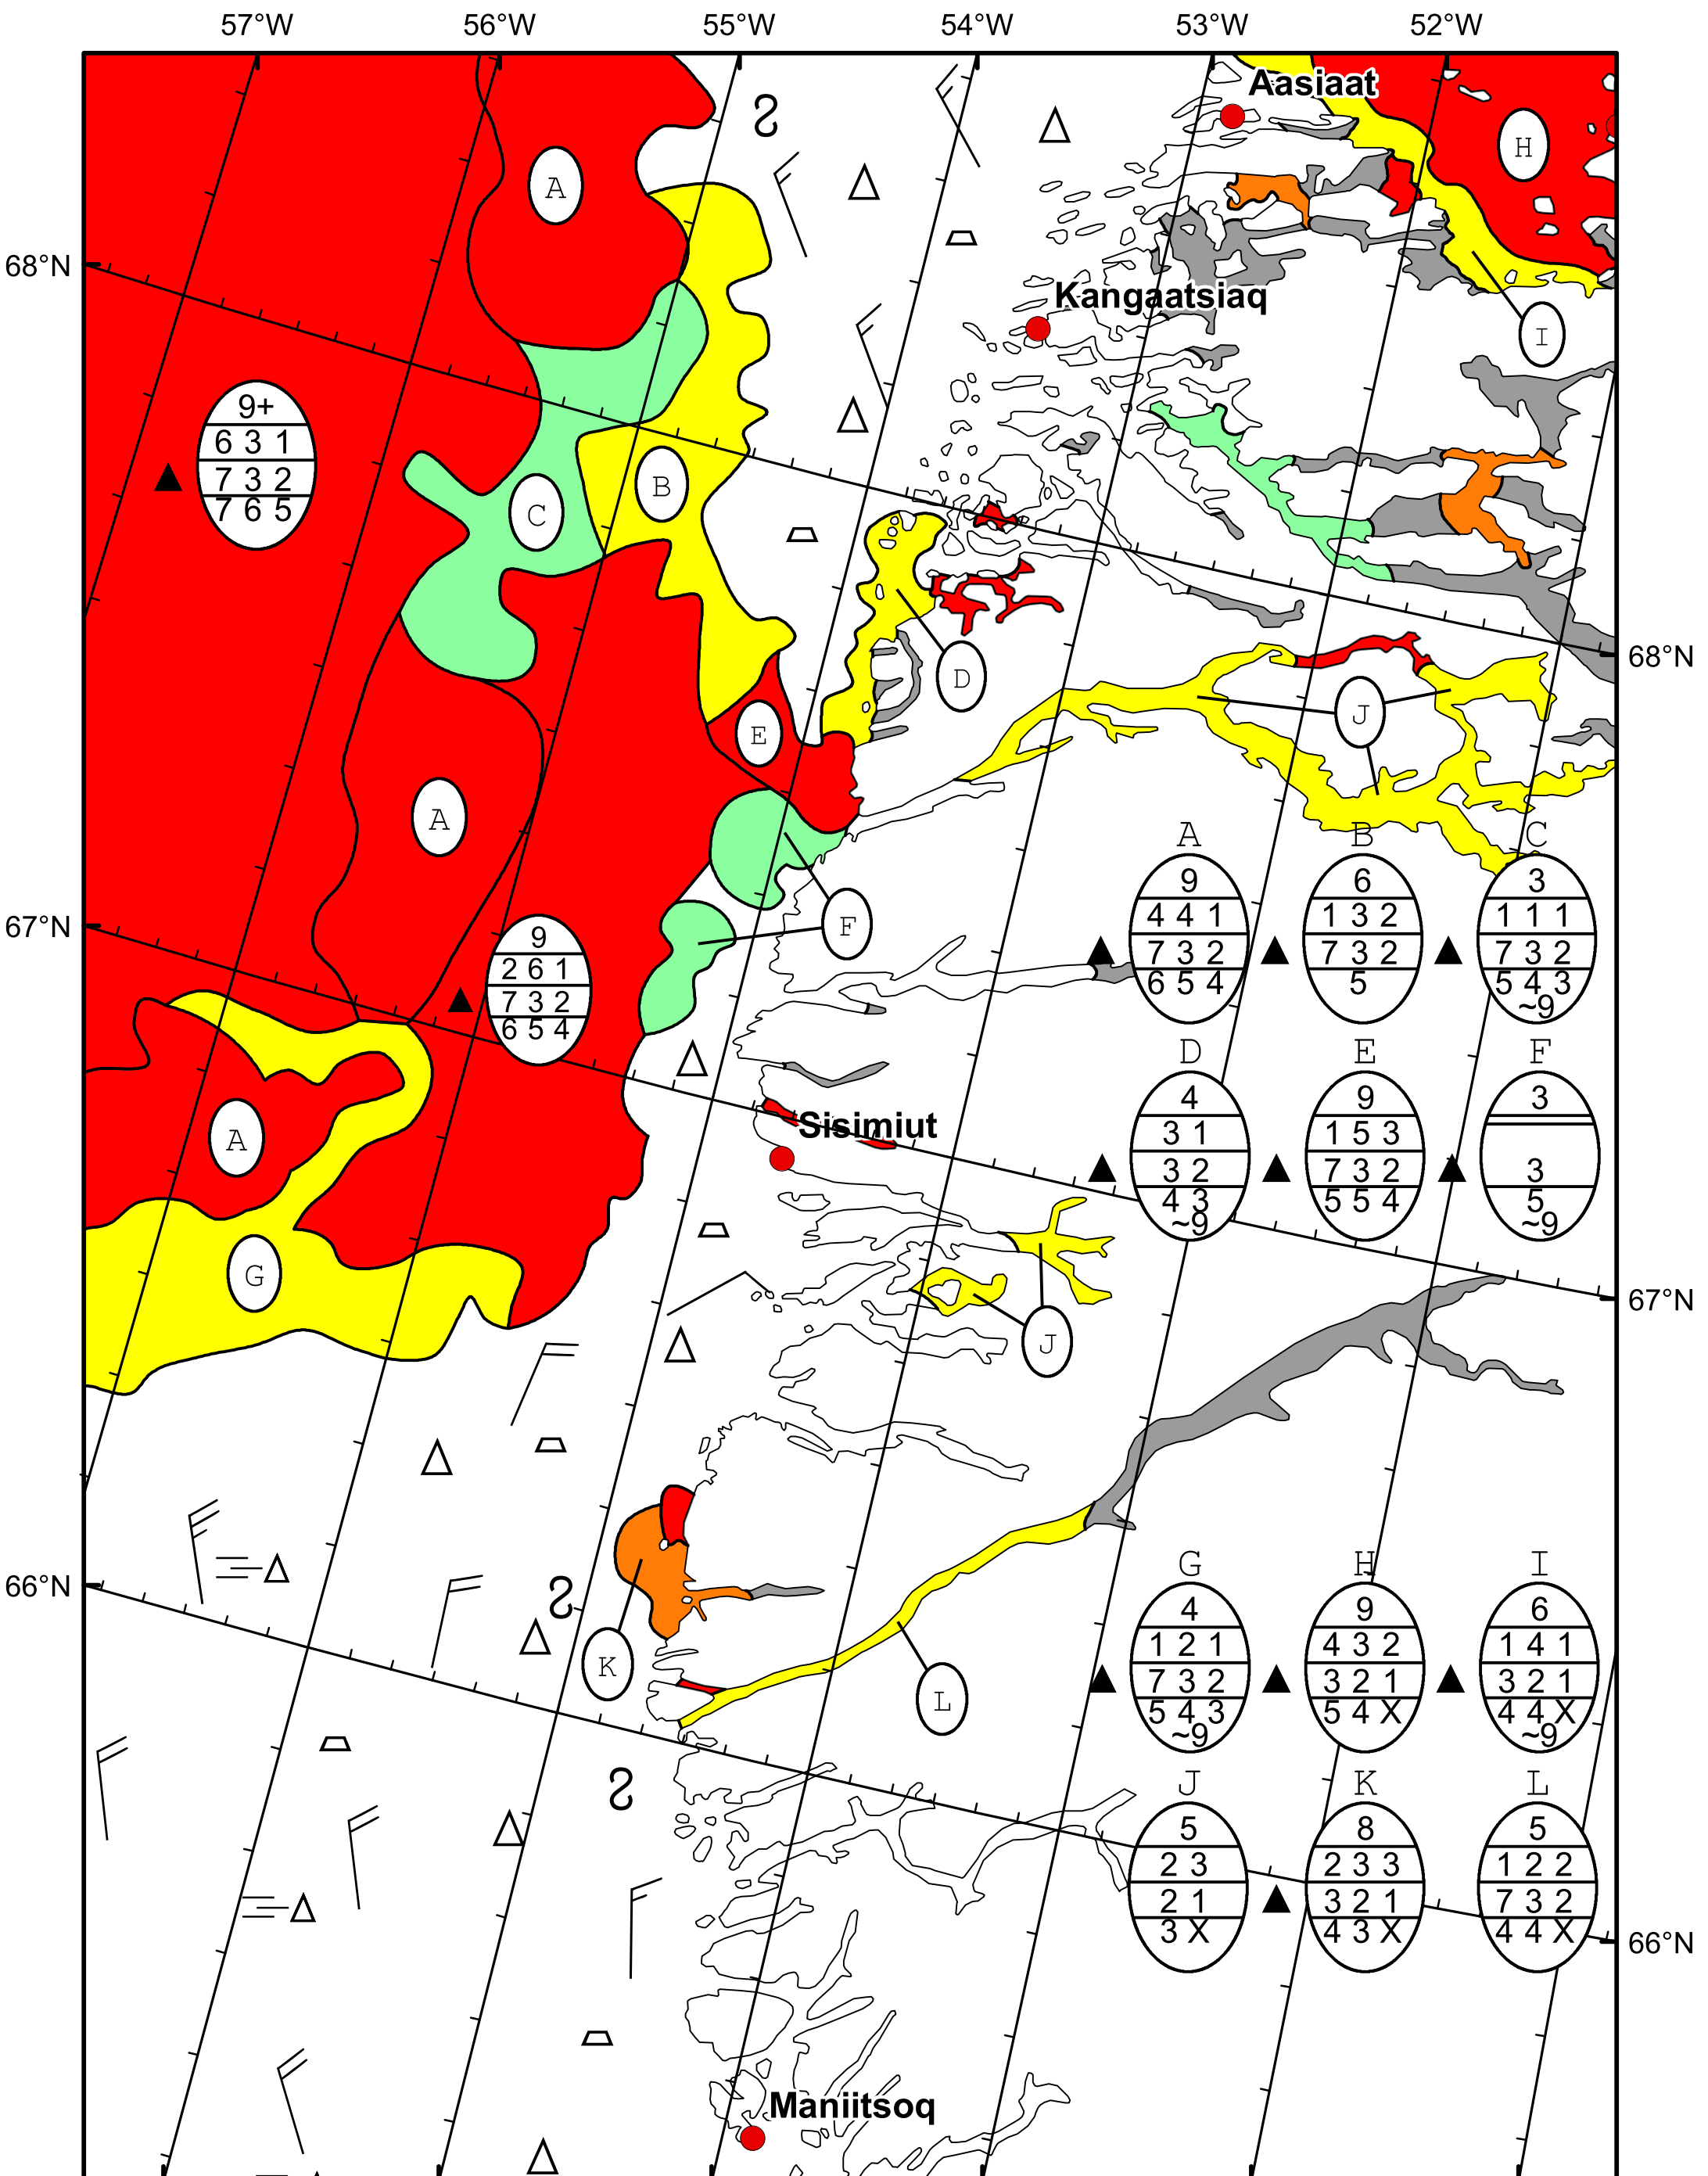 57°W 56°W 55°W 54°W 53°W 52°W
Aasiaat
H
A
68°N
Kangaatsiaq
I
9+
6 3 1
7 3 2
7 6 5
B
C
68°N
D
J
E
A
A B C
9 6 3
4 4 1 1 3 2 1 1 1
7 3 2 7 3 2 7 3 2
6 5 4 5 5 4 3
~9
67°N
F
9
2 6 1
7 3 2
6 5 4
D E F
4 9 3
3 1 1 5 3
3 2 7 3 2 3
4 3 5 5 4 5
~9 ~9
Sisimiut
A
G
67°N
J
G H I
4 9 6
1 2 1 4 3 2 1 4 1
7 3 2 3 2 1 3 2 1
5 4 3 5 4 X 4 4 X
~9 ~9
66°N
K
L
J K L
5 8 5
2 3 2 3 3 1 2 2
2 1 3 2 1 7 3 2
3 X 4 3 X 4 4 X
66°N
Maniitsoq